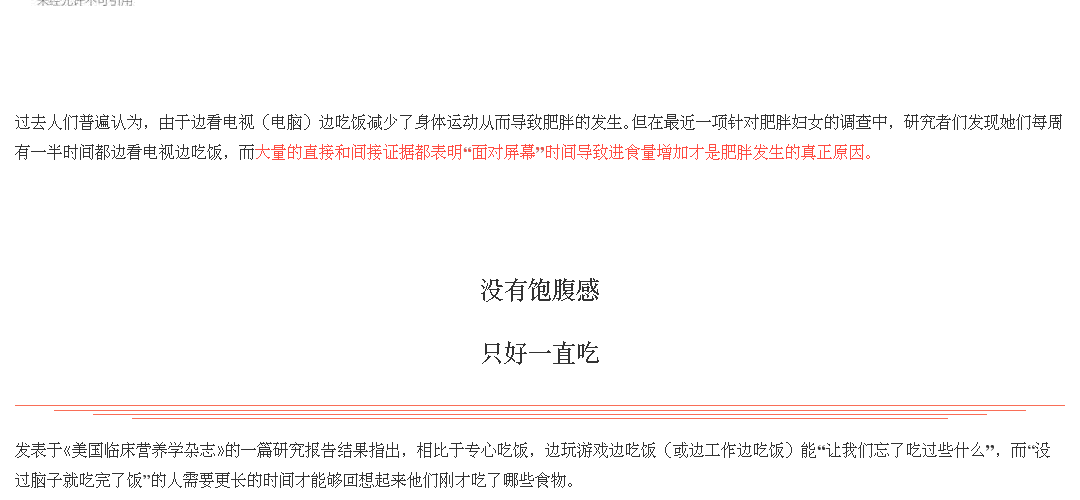 未经允许不可引用
过去人们普遍认为，由于边看电视（电脑）边吃饭减少了身体运动从而导致肥胖的发生。但在最近一项针对肥胖妇女的调查中，研究者们发现她们每周
有一半时间都边看电视边吃饭，而大量的直接和间接证据都表明“面对屏幕”时间导致进食量增加才是肥胖发生的真正原因。
没有饱腹感
只好一直吃
发表于《美国临床营养学杂志》的一篇研究报告结果指出，相比于专心吃饭，边玩游戏边吃饭（或边工作边吃饭）能“让我们忘了吃过些什么”，而“没
过脑子就吃完了饭”的人需要更长的时间才能够回想起来他们刚才吃了哪些食物。